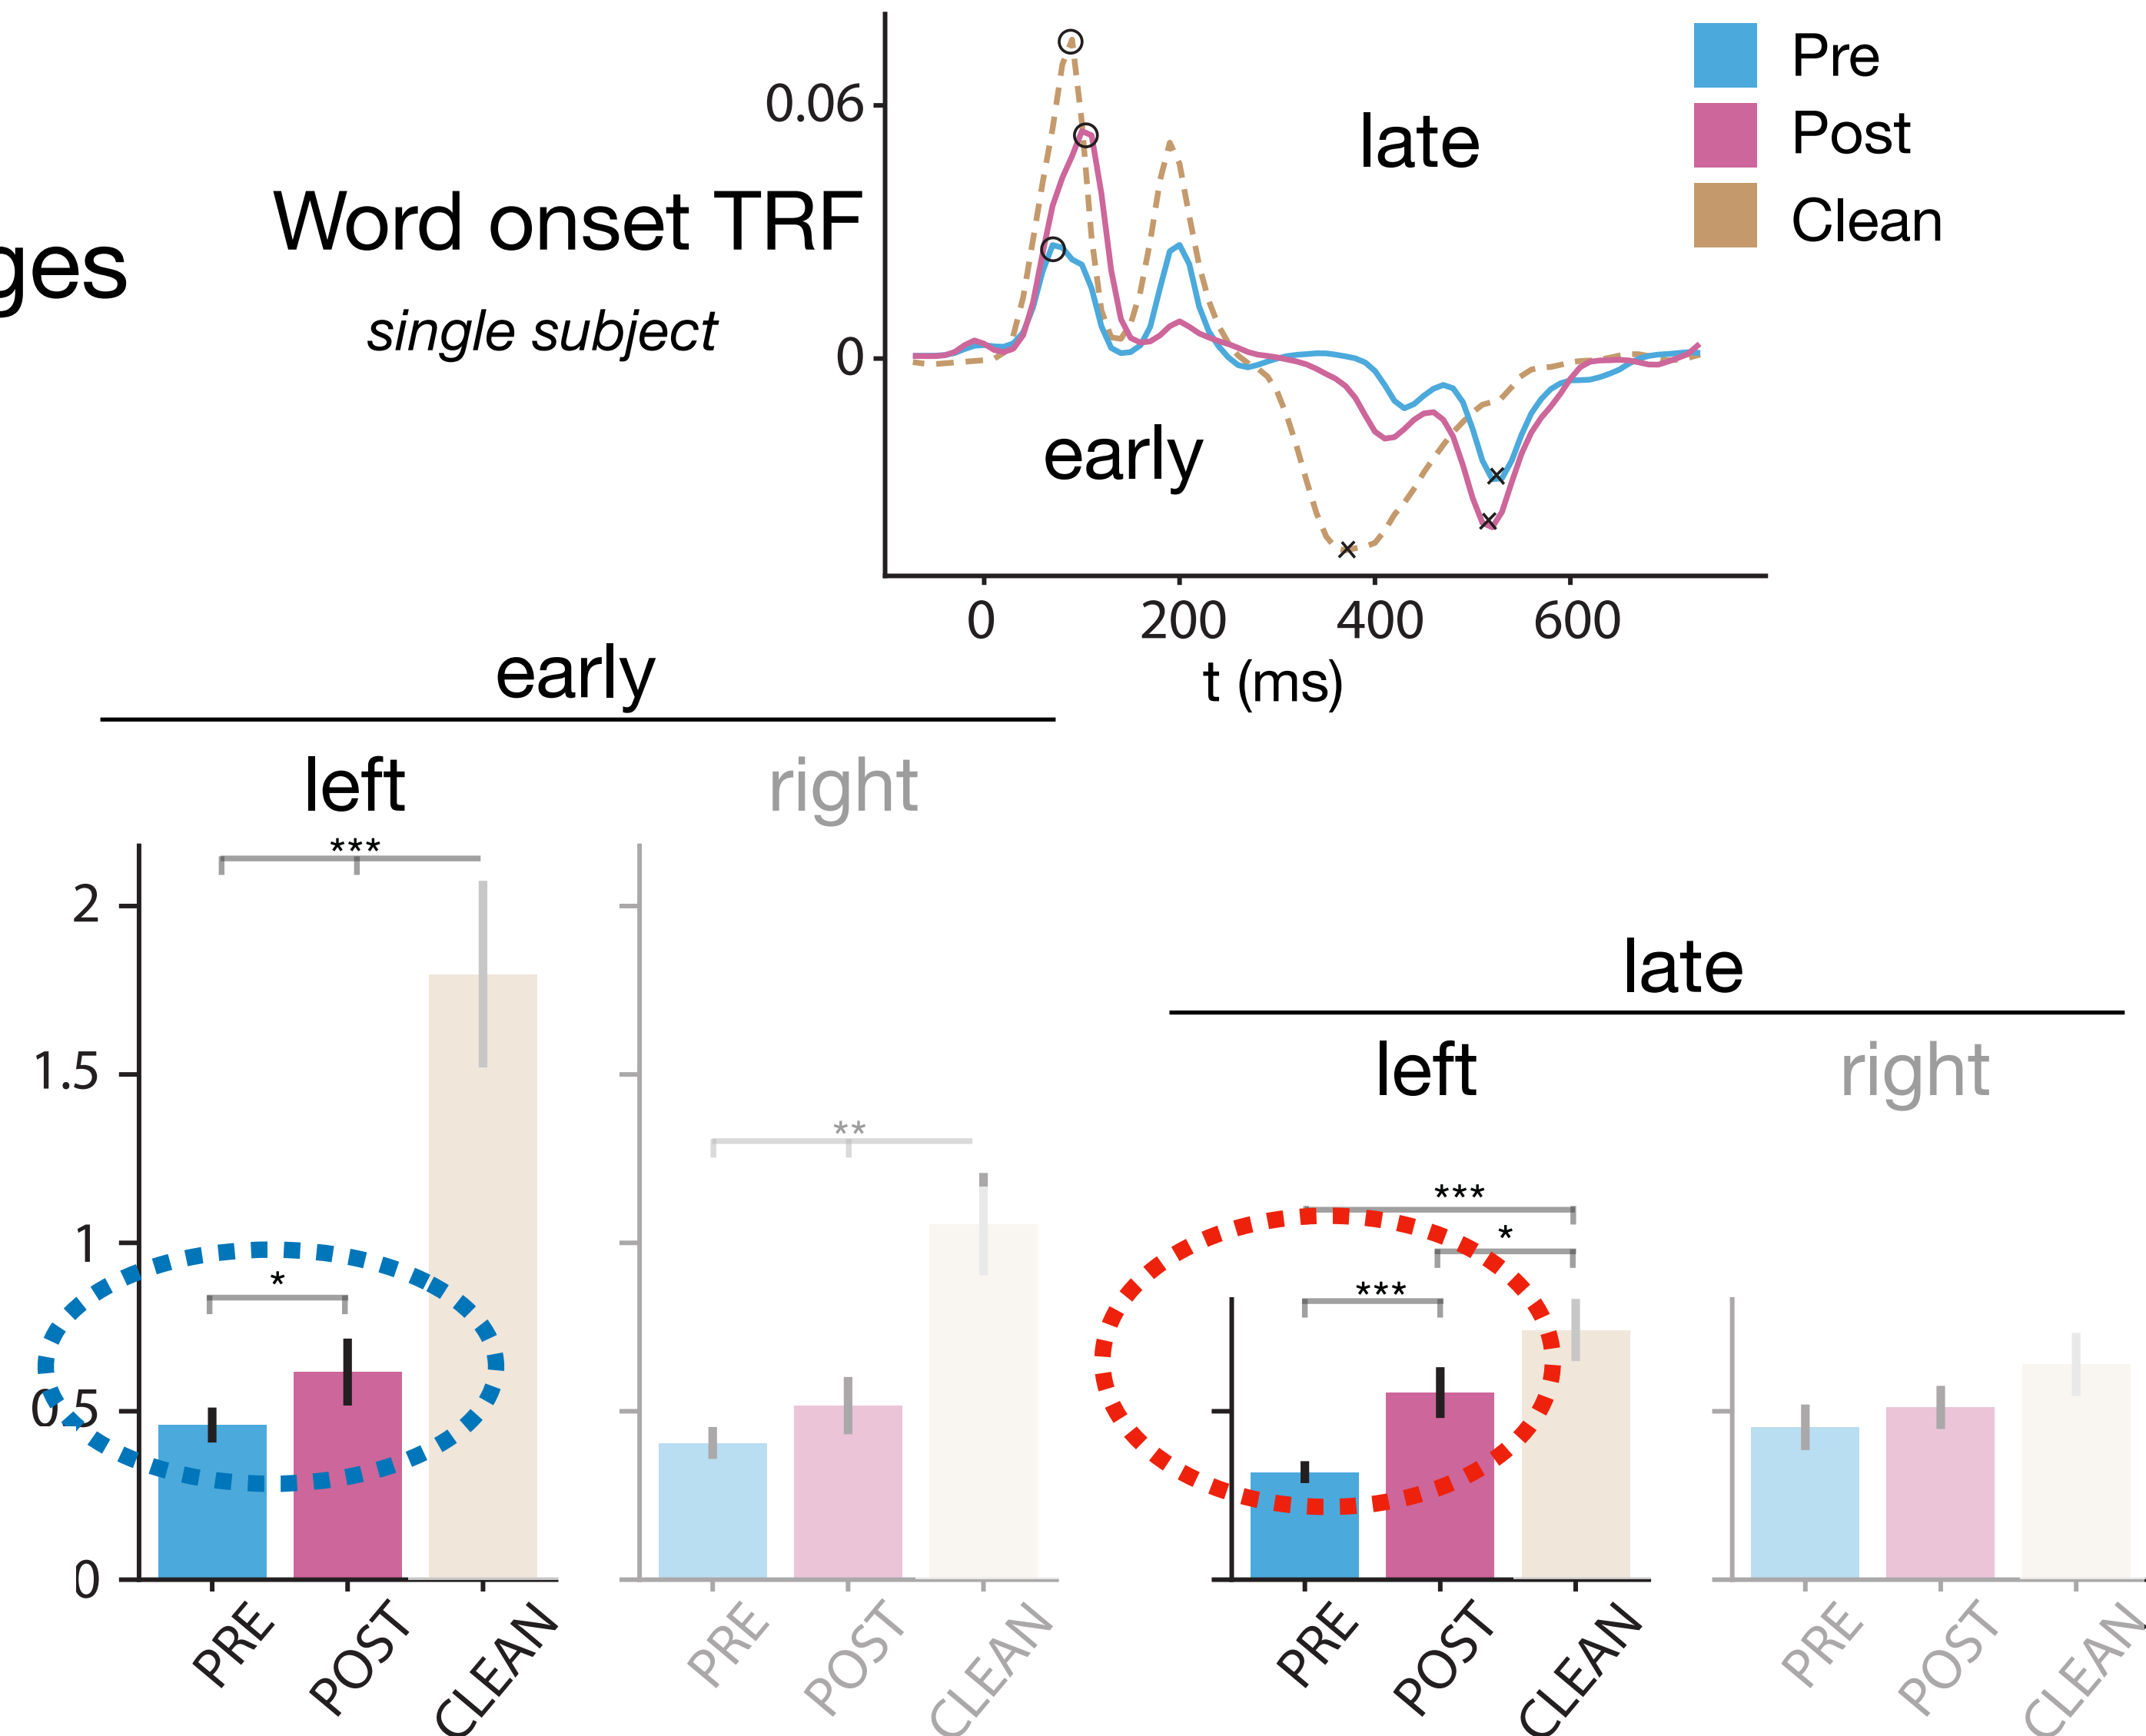 ges
Word onset TRF
single subject
0.06
0
late
early
Pre
Post
Clean
0 200 400 600
t (ms)
early
left right
***
2
1.5
1
0.5
0
*
**
late
left right
***
*
***
PRE POST CLEAN
PRE POST CLEAN
PRE POST CLEAN
PRE POST CLEAN